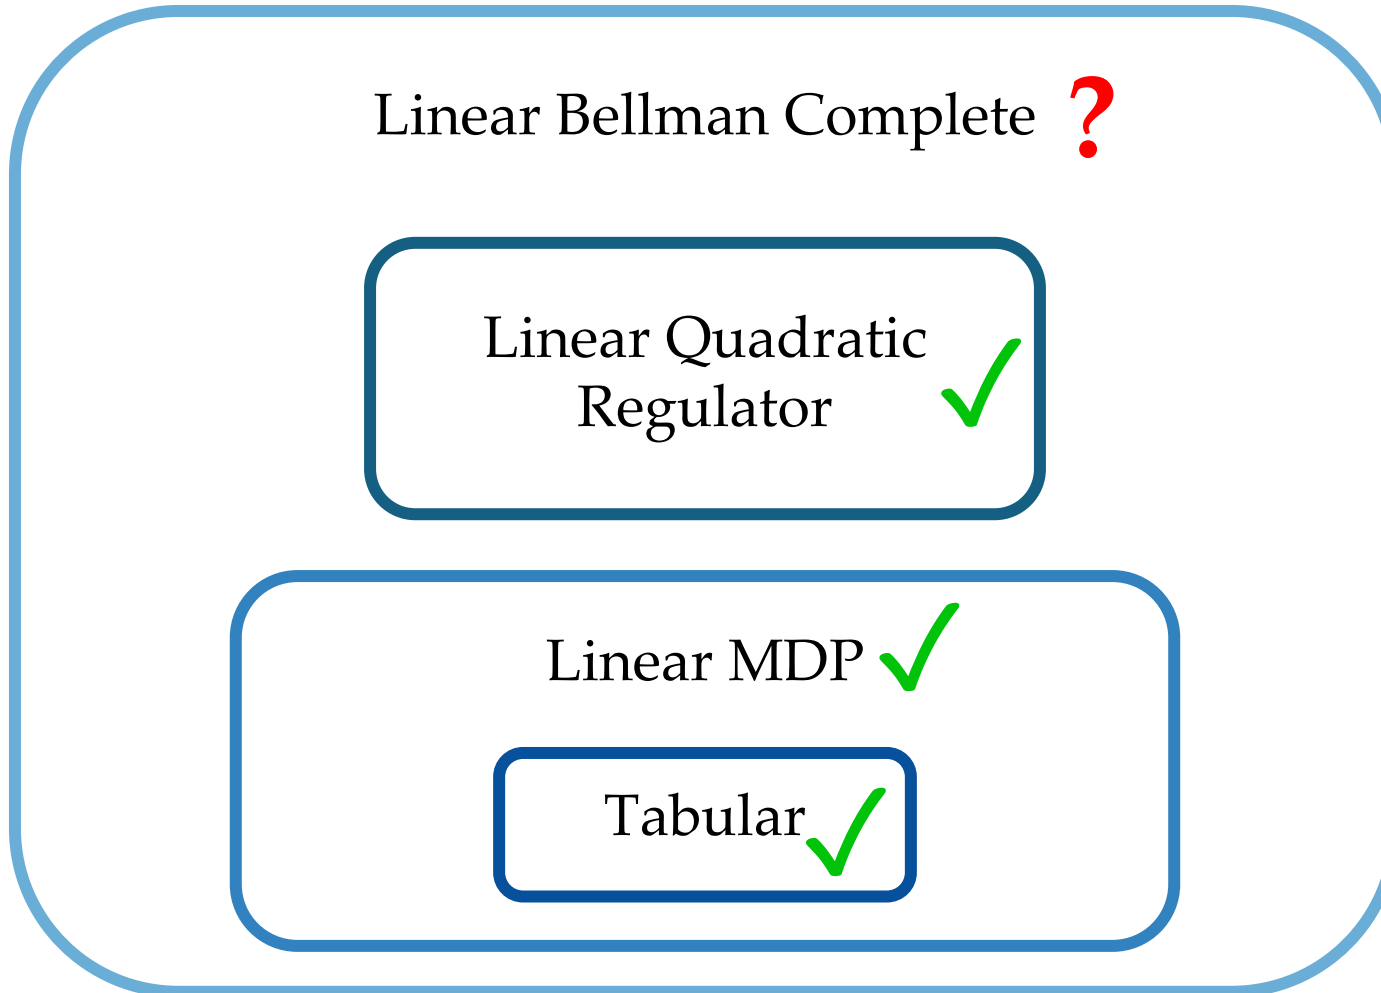 Linear Bellman Complete ?
Linear Quadratic
Regulator ✓
Linear MDP ✓
Tabular ✓